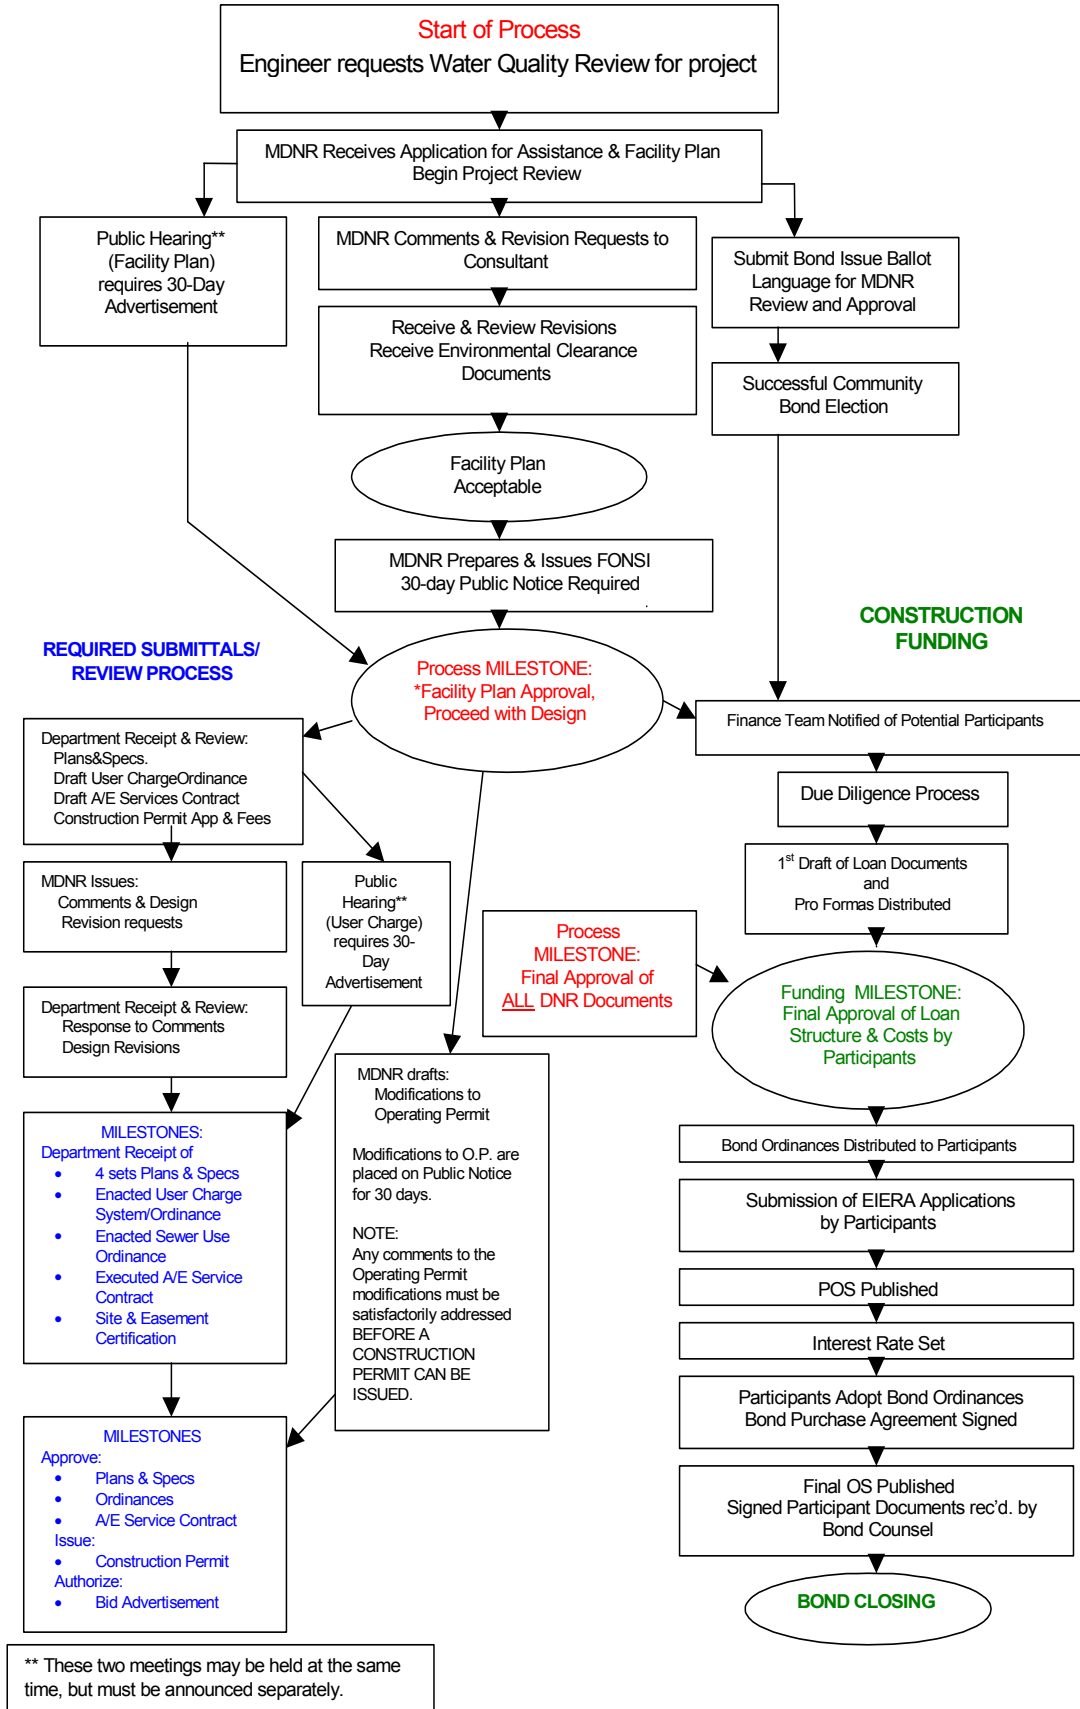 Start of Process
Engineer requests Water Quality Review for project
MDNR Receives Application for Assistance & Facility Plan
Begin Project Review
Public Hearing**
(Facility Plan)
requires 30-Day
Advertisement
MDNR Comments & Revision Requests to
Consultant
Submit Bond Issue Ballot
Language for MDNR
Review and Approval
Receive & Review Revisions
Receive Environmental Clearance
Documents
Successful Community
Bond Election
Facility Plan
Acceptable
MDNR Prepares & Issues FONSI
30-day Public Notice Required
CONSTRUCTION
FUNDING
REQUIRED SUBMITTALS/
REVIEW PROCESS
Process MILESTONE:
*Facility Plan Approval,
Proceed with Design
Finance Team Notified of Potential Participants
Department Receipt & Review:
Plans&Specs.
Draft User ChargeOrdinance
Draft A/E Services Contract
Construction Permit App & Fees
Due Diligence Process
1st Draft of Loan Documents
and
Pro Formas Distributed
MDNR Issues:
Comments & Design
Revision requests
Public
Hearing**
(User Charge)
requires 30-
Day
Advertisement
Process
MILESTONE:
Final Approval of
ALL DNR Documents
Funding MILESTONE:
Final Approval of Loan
Structure & Costs by
Participants
Department Receipt & Review:
Response to Comments
Design Revisions
MDNR drafts:
Modifications to
Operating Permit
Modifications to O.P. are
placed on Public Notice
for 30 days.
NOTE:
Any comments to the
Operating Permit
modifications must be
satisfactorily addressed
BEFORE A
CONSTRUCTION
PERMIT CAN BE
ISSUED.
MILESTONES:
Department Receipt of
• 4 sets Plans & Specs
• Enacted User Charge
System/Ordinance
• Enacted Sewer Use
Ordinance
• Executed A/E Service
Contract
• Site & Easement
Certification
Bond Ordinances Distributed to Participants
Submission of EIERA Applications
by Participants
POS Published
Interest Rate Set
Participants Adopt Bond Ordinances
Bond Purchase Agreement Signed
MILESTONES
Approve:
• Plans & Specs
• Ordinances
• A/E Service Contract
Issue:
• Construction Permit
Authorize:
• Bid Advertisement
Final OS Published
Signed Participant Documents rec'd. by
Bond Counsel
BOND CLOSING
** These two meetings may be held at the same
time, but must be announced separately.